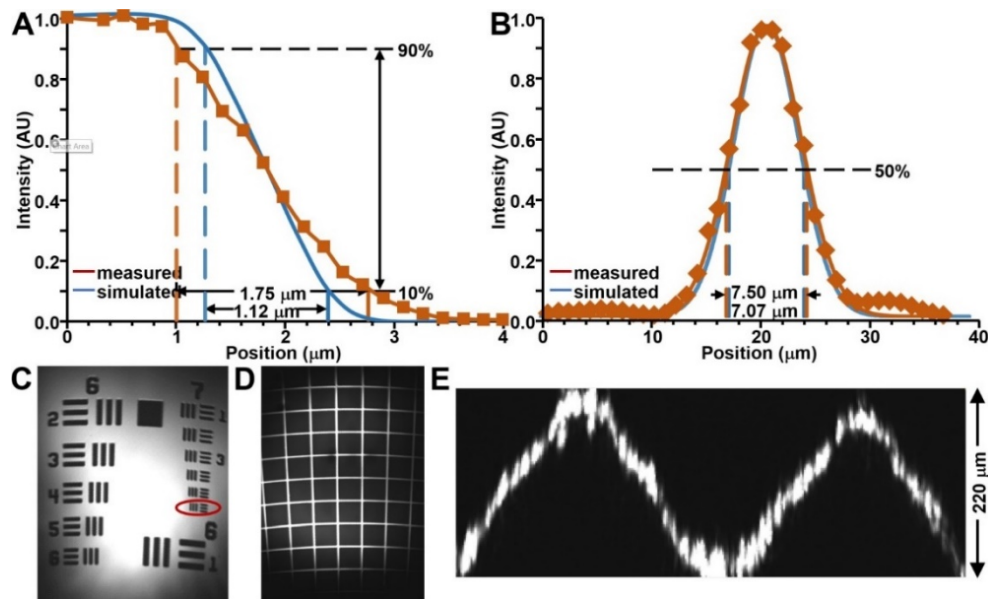 A
1.0
0.8
0.6
0.4
0.2
0.0
Intensity (AU)
Chart Area
90%
10%
measured
simulated
1.75 μm
1.12 μm
0 1 2 3 4
Position (μm)
B
1.0
0.8
0.6
0.4
0.2
0.0
Intensity (AU)
50%
measured
simulated
7.50 μm
7.07 μm
0 10 20 30 40
Position (μm)
C
6 7
2 1
3 3
4
5 6
6 1
D
E
220 μm